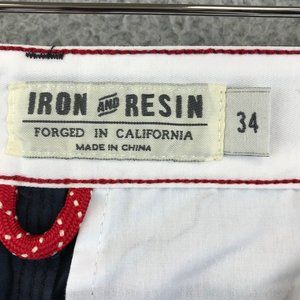 IRON AND RESIN
FORGED IN CALIFORNIA
MADE IN CHINA
34